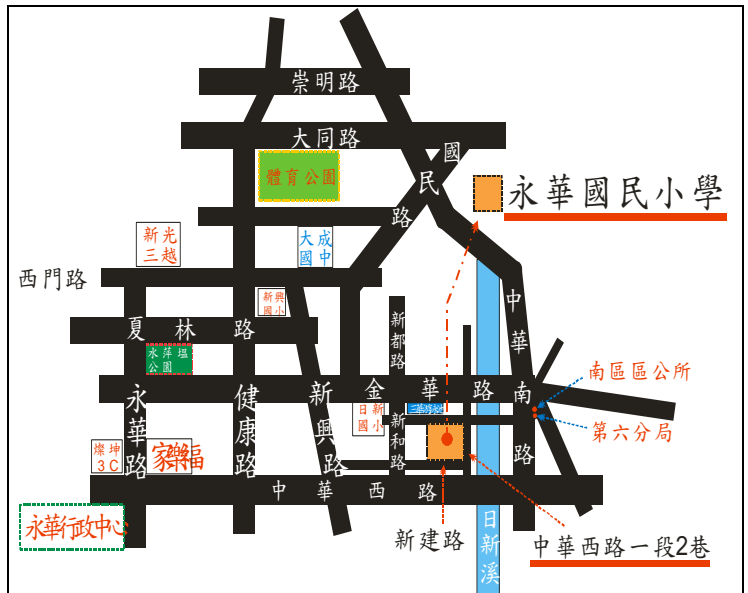 崇明路
大同路
國民路
體育公園
永華國民小學
新光
三越
大成
國中
西門路
新興
國小
夏林路
水萍塭
公園
新都路
中華南路
永華路
健康路
新興路
金華路
南區區公所
第六分局
日新
國小
新和路
燦坤
3C
家樂福
中華西路
永華行政中心
新建路
日新溪
中華西路一段2巷